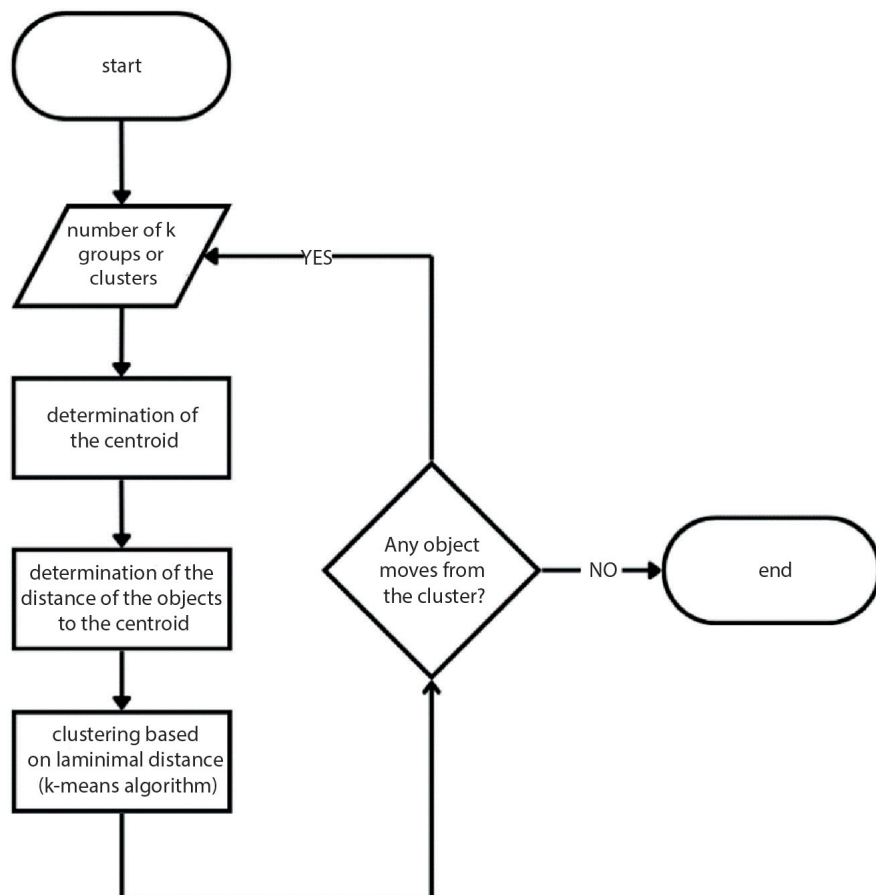 start
number of k
groups or
clusters
YES
determination of
the centroid
determination of the
distance of the objects
to the centroid
Any object
moves from
the cluster?
NO
end
clustering based
on laminimal distance
(k-means algorithm)